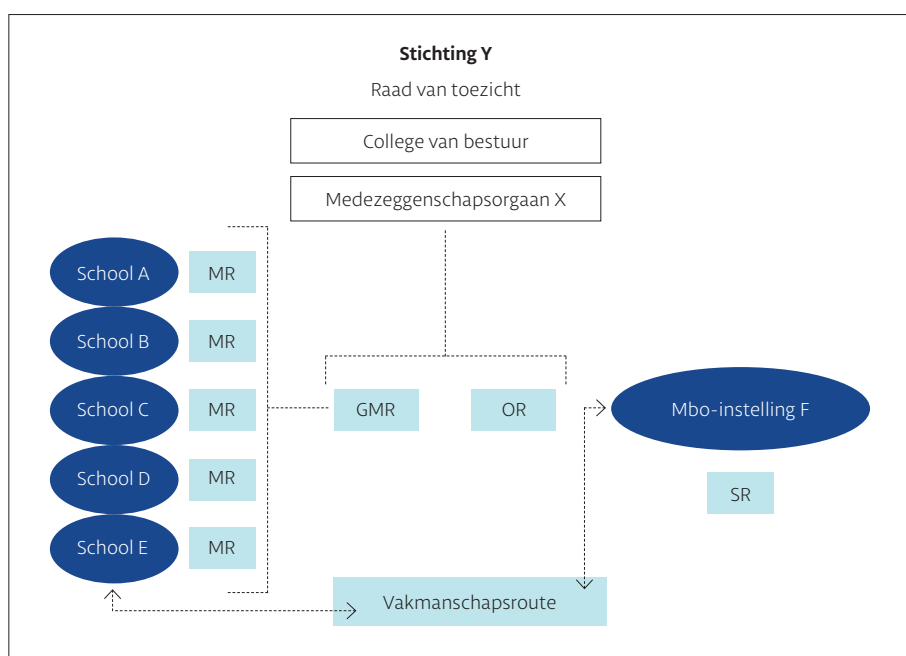 Stichting Y
Raad van toezicht
College van bestuur
Medezeggenschapsorgaan X
School A
MR
School B
MR
School C
MR
GMR
OR
Mbo-instelling F
School D
MR
SR
School E
MR
Vakmanschapsroute